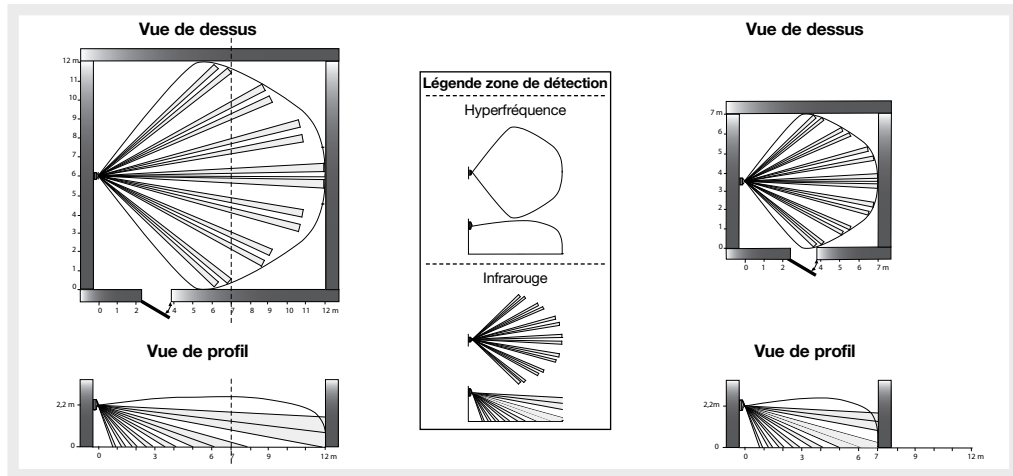 Vue de dessus
12 m
11
10
9
8
7
6
5
4
3
2
1
0
0 1 2 4 5 6 7 8 9 10 11 12 m
Vue de profil
2,2 m
0
0 3 6 7 9 12 m
Légende zone de détection
Hyperfréquence
Infrarouge
Vue de dessus
7 m
6
5
4
3
2
1
0
0 1 2 4 5 6 7 m
Vue de profil
2,2m
0
0 3 6 7 9 12 m